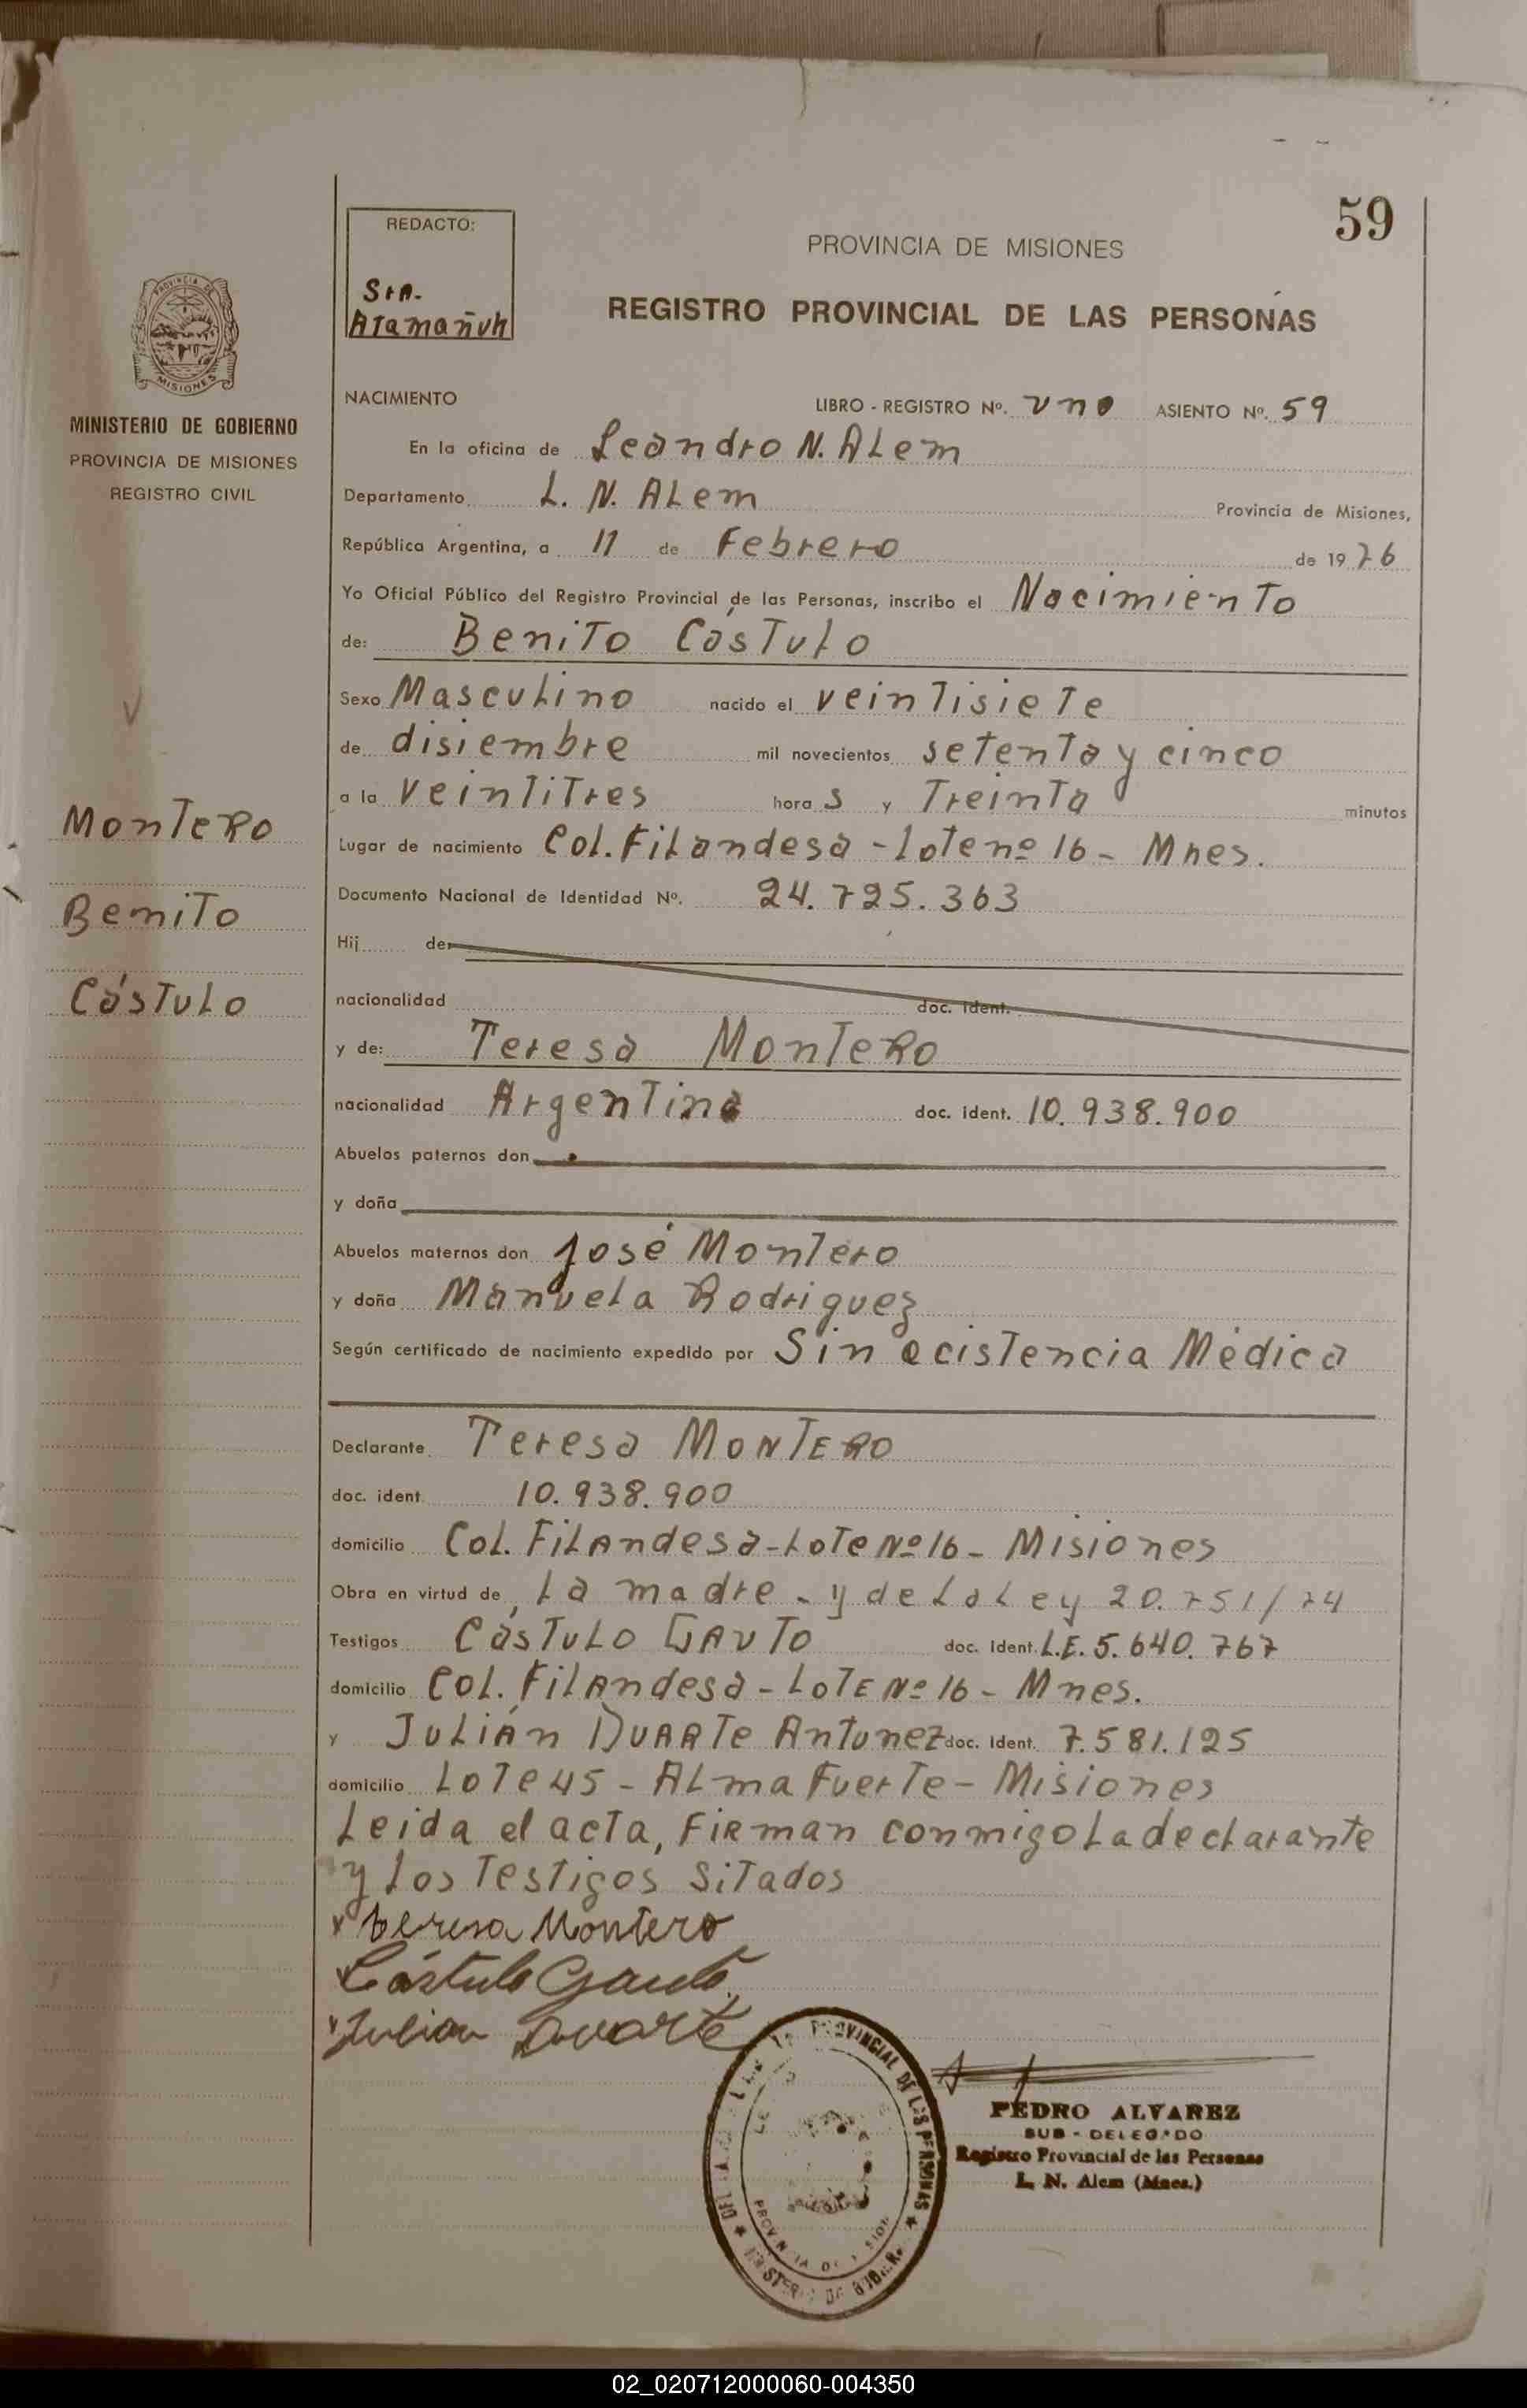 59
REDACTO:
Sta.
Atamañuk
PROVINCIA DE MISIONES
REGISTRO PROVINCIAL DE LAS PERSONAS
PROVINCIA DE
MISIONES
MINISTERIO DE GOBIERNO
PROVINCIA DE MISIONES
REGISTRO CIVIL
Montero
Benito
Cástulo
NACIMIENTO LIBRO - REGISTRO Nº. uno ASIENTO Nº. 59
En la oficina de Leandro N. Alem
Departamento L. N. Alem Provincia de Misiones,
República Argentina, a 11 de Febrero de 1976
Yo Oficial Público del Registro Provincial de las Personas, inscribo el Nacimiento
de: Benito Cástulo
Sexo Masculino nacido el veintisiete
de disiembre mil novecientos setenta y cinco
a la veintitres hora s y Treinta minutos
Lugar de nacimiento Col. Filandesa - Lote nº 16 - Mnes.
Documento Nacional de Identidad Nº. 24.725.363
Hij de
nacionalidad doc. ident.
y de: Teresa Montero
nacionalidad Argentina doc. ident. 10.938.900
Abuelos paternos don
y doña
Abuelos maternos don José Montero
y doña Manuela Rodriguez
Según certificado de nacimiento expedido por Sin acistencia Médica
Declarante Teresa MONTERO
doc. ident. 10.938.900
domicilio Col. Filandesa - Lote Nº 16 - Misiones
Obra en virtud de, La madre - y de La Ley 20.751/74
Testigos Cástulo GAUTO doc. Ident. L.E. 5.640.767
domicilio Col. Filandesa - Lote Nº 16 - Mnes.
y Julián DUARTE Antunez doc. Ident. 7.581.125
domicilio Lote 45 - Alma Fuerte - Misiones
Leida el acta, Firman conmigo La declarante
y Los Testigos Sitados
x Teresa Montero
x Cástulo Gauto
x Julian Duarte
PROVINCIAL DE LAS PERSONAS
PEDRO ALVAREZ
SUB - DELEGADO
Registro Provincial de las Personas
L. N. Alem (Mnes.)
02_020712000060-004350